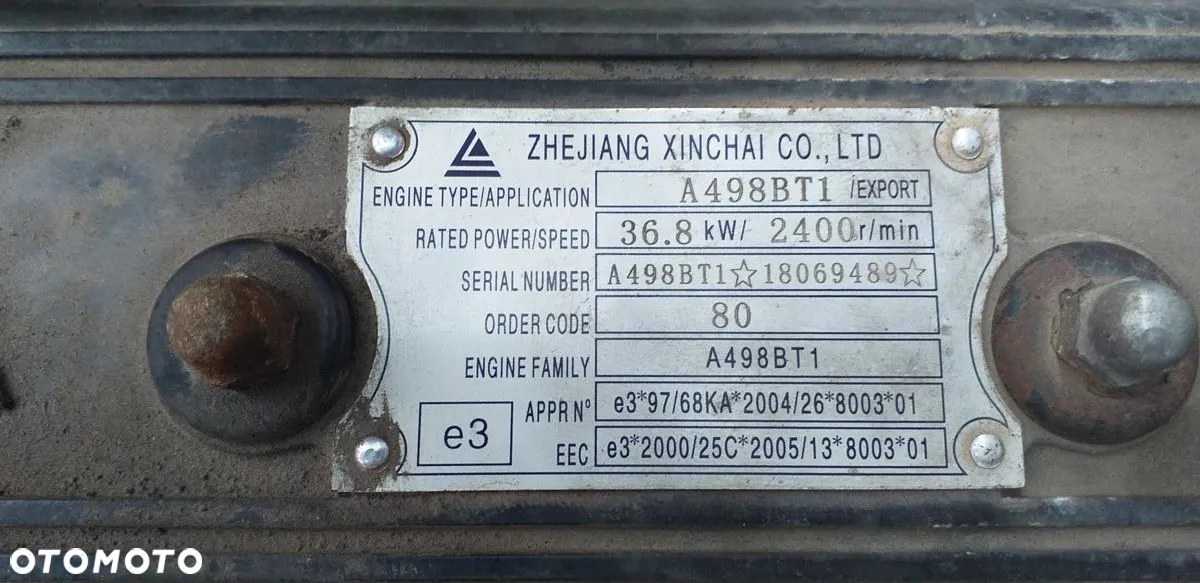 ZHEJIANG XINCHAI CO., LTD
ENGINE TYPE/APPLICATION A498BT1 /EXPORT
RATED POWER/SPEED 36.8 kW/ 2400r/min
SERIAL NUMBER A498BT1☆18069489☆
ORDER CODE 80
ENGINE FAMILY A498BT1
APPR Nº e3*97/68KA*2004/26*8003*01
e3
EEC e3*2000/25C*2005/13*8003*01
OTOMOTO